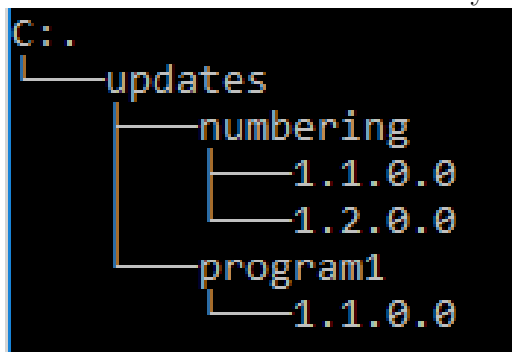 C:.
└───updates
    ├───numbering
    │   ├───1.1.0.0
    │   └───1.2.0.0
    └───program1
        └───1.1.0.0